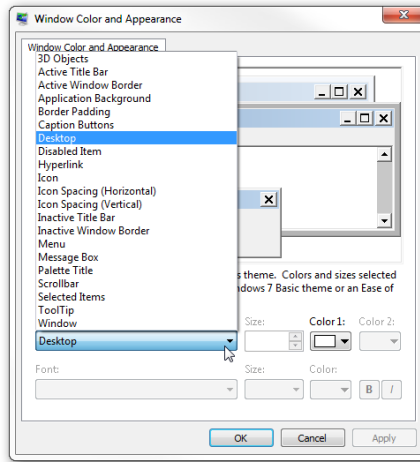 Window Color and Appearance
Window Color and Appearance
3D Objects
Active Title Bar
Active Window Border
Application Background
Border Padding
Caption Buttons
Desktop
Disabled Item
Hyperlink
Icon
Icon Spacing (Horizontal)
Icon Spacing (Vertical)
Inactive Title Bar
Inactive Window Border
Menu
Message Box
Palette Title
Scrollbar
Selected Items
ToolTip
Window
theme. Colors and sizes selected
7 Basic theme or an Ease of
Size: Color 1: Color 2:
Desktop
Font: Size: Color:
B I
OK Cancel Apply